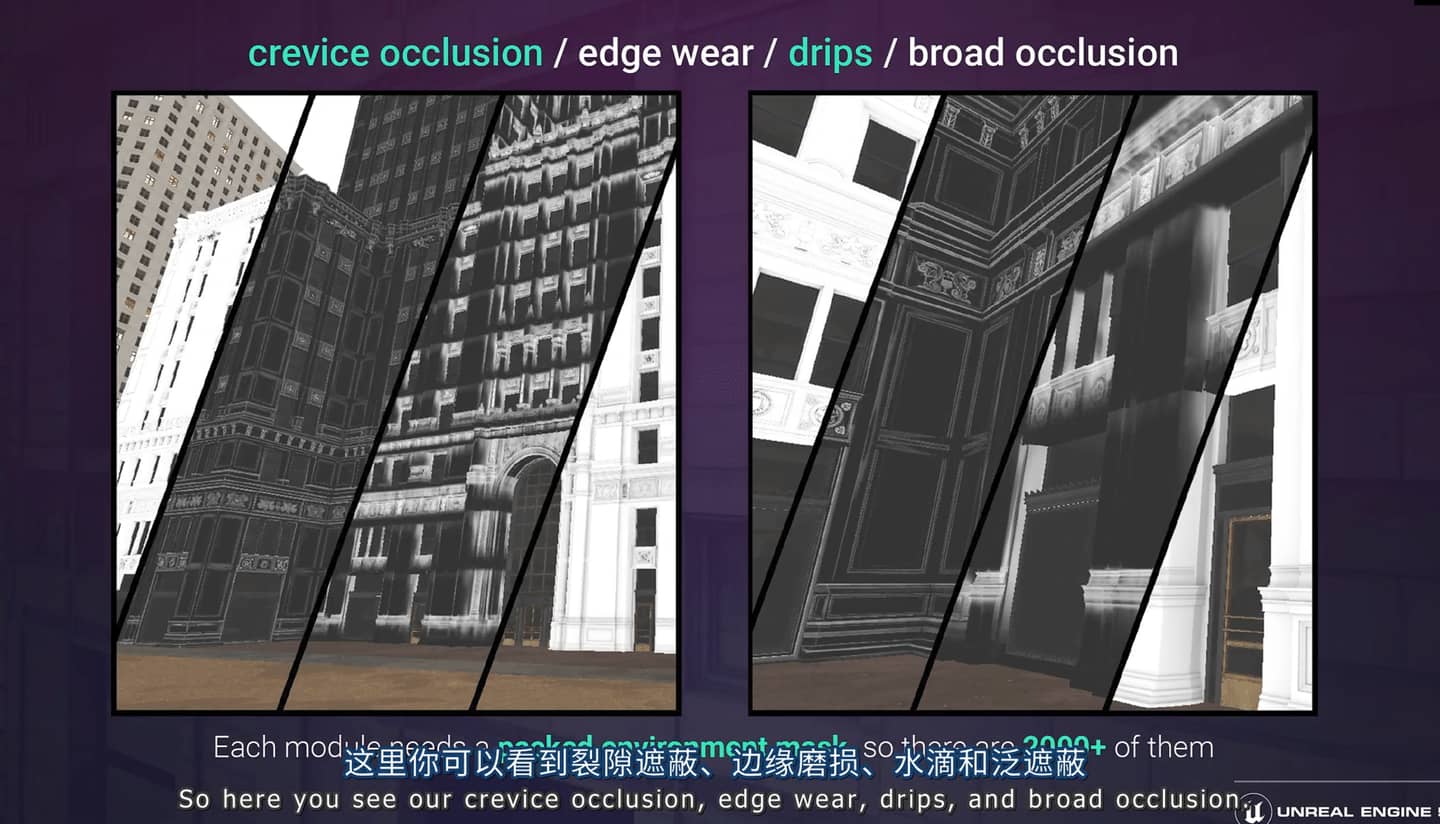 crevice occlusion / edge wear / drips / broad occlusion
Each module needs a packed environment mask, so there are 2000+ of them
这里你可以看到裂隙遮蔽、边缘磨损、水滴和泛遮蔽
So here you see our crevice occlusion, edge wear, drips, and broad occlusion.
UNREAL ENGINE